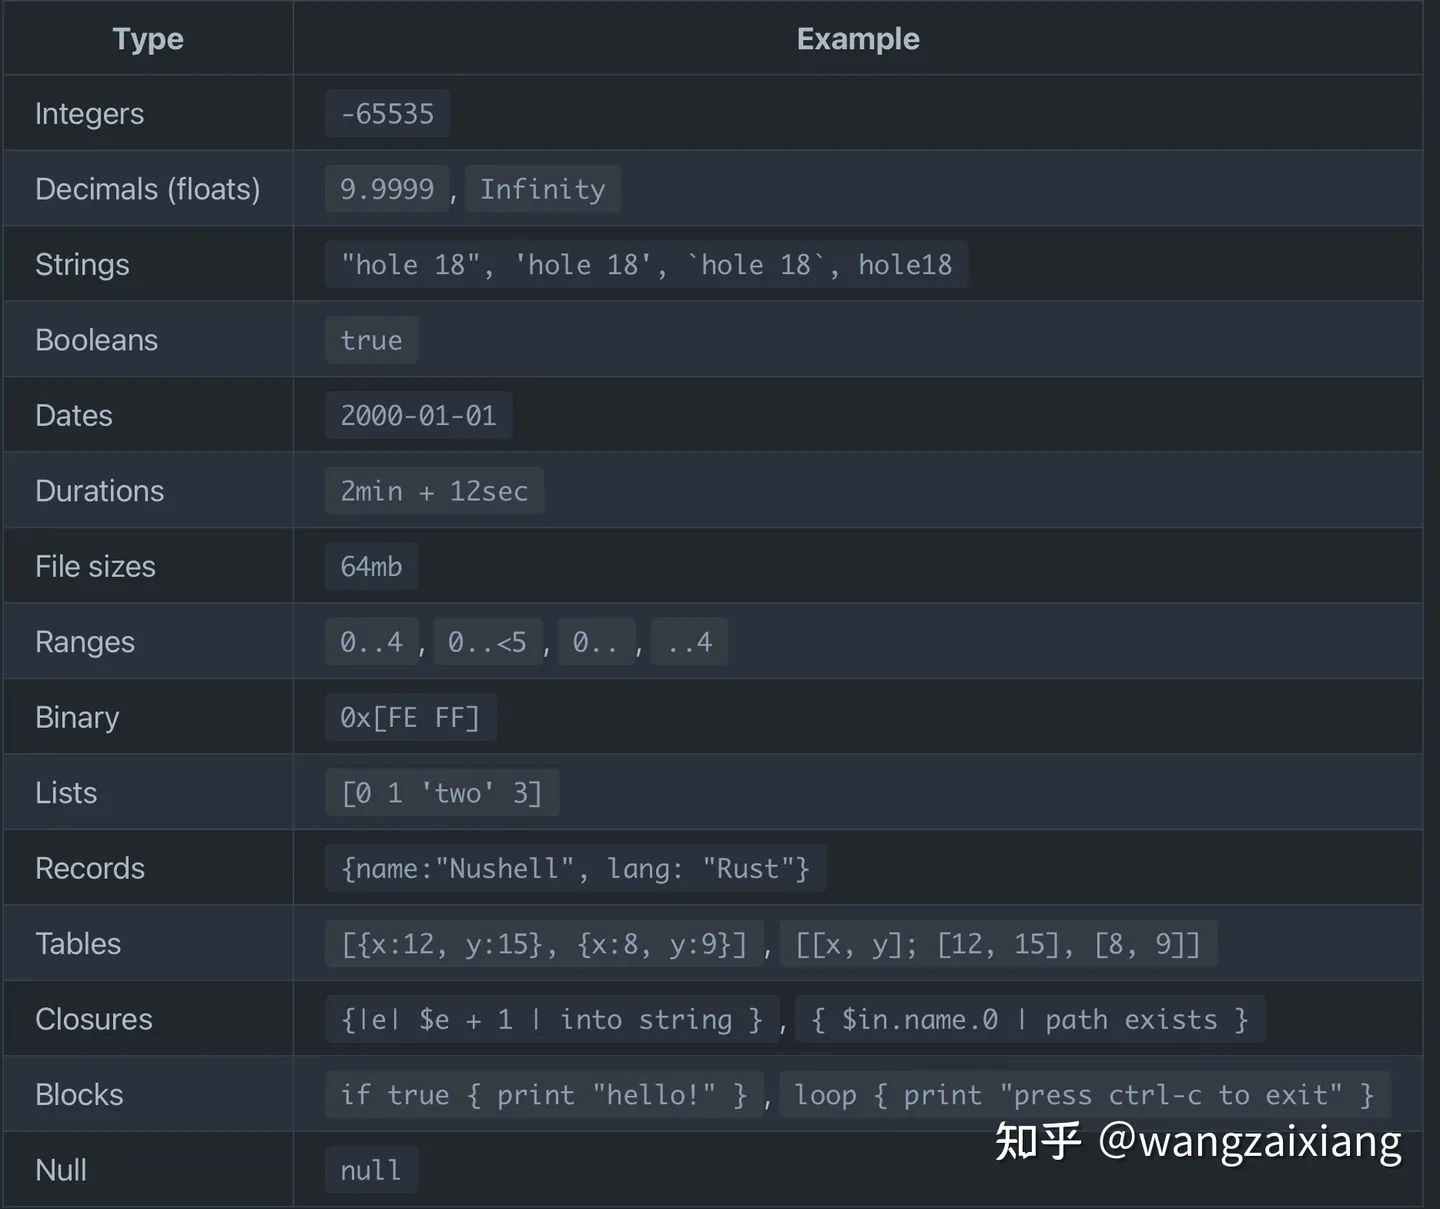 Type Example
Integers -65535
Decimals (floats) 9.9999, Infinity
Strings "hole 18", 'hole 18', `hole 18`, hole18
Booleans true
Dates 2000-01-01
Durations 2min + 12sec
File sizes 64mb
Ranges 0..4, 0..<5, 0.., ..4
Binary 0x[FE FF]
Lists [0 1 'two' 3]
Records {name:"Nushell", lang: "Rust"}
Tables [{x:12, y:15}, {x:8, y:9}], [[x, y]; [12, 15], [8, 9]]
Closures {|e| $e + 1 | into string }, { $in.name.0 | path exists }
Blocks if true { print "hello!" }, loop { print "press ctrl-c to exit" }
知乎 @wangzaixiang
Null null